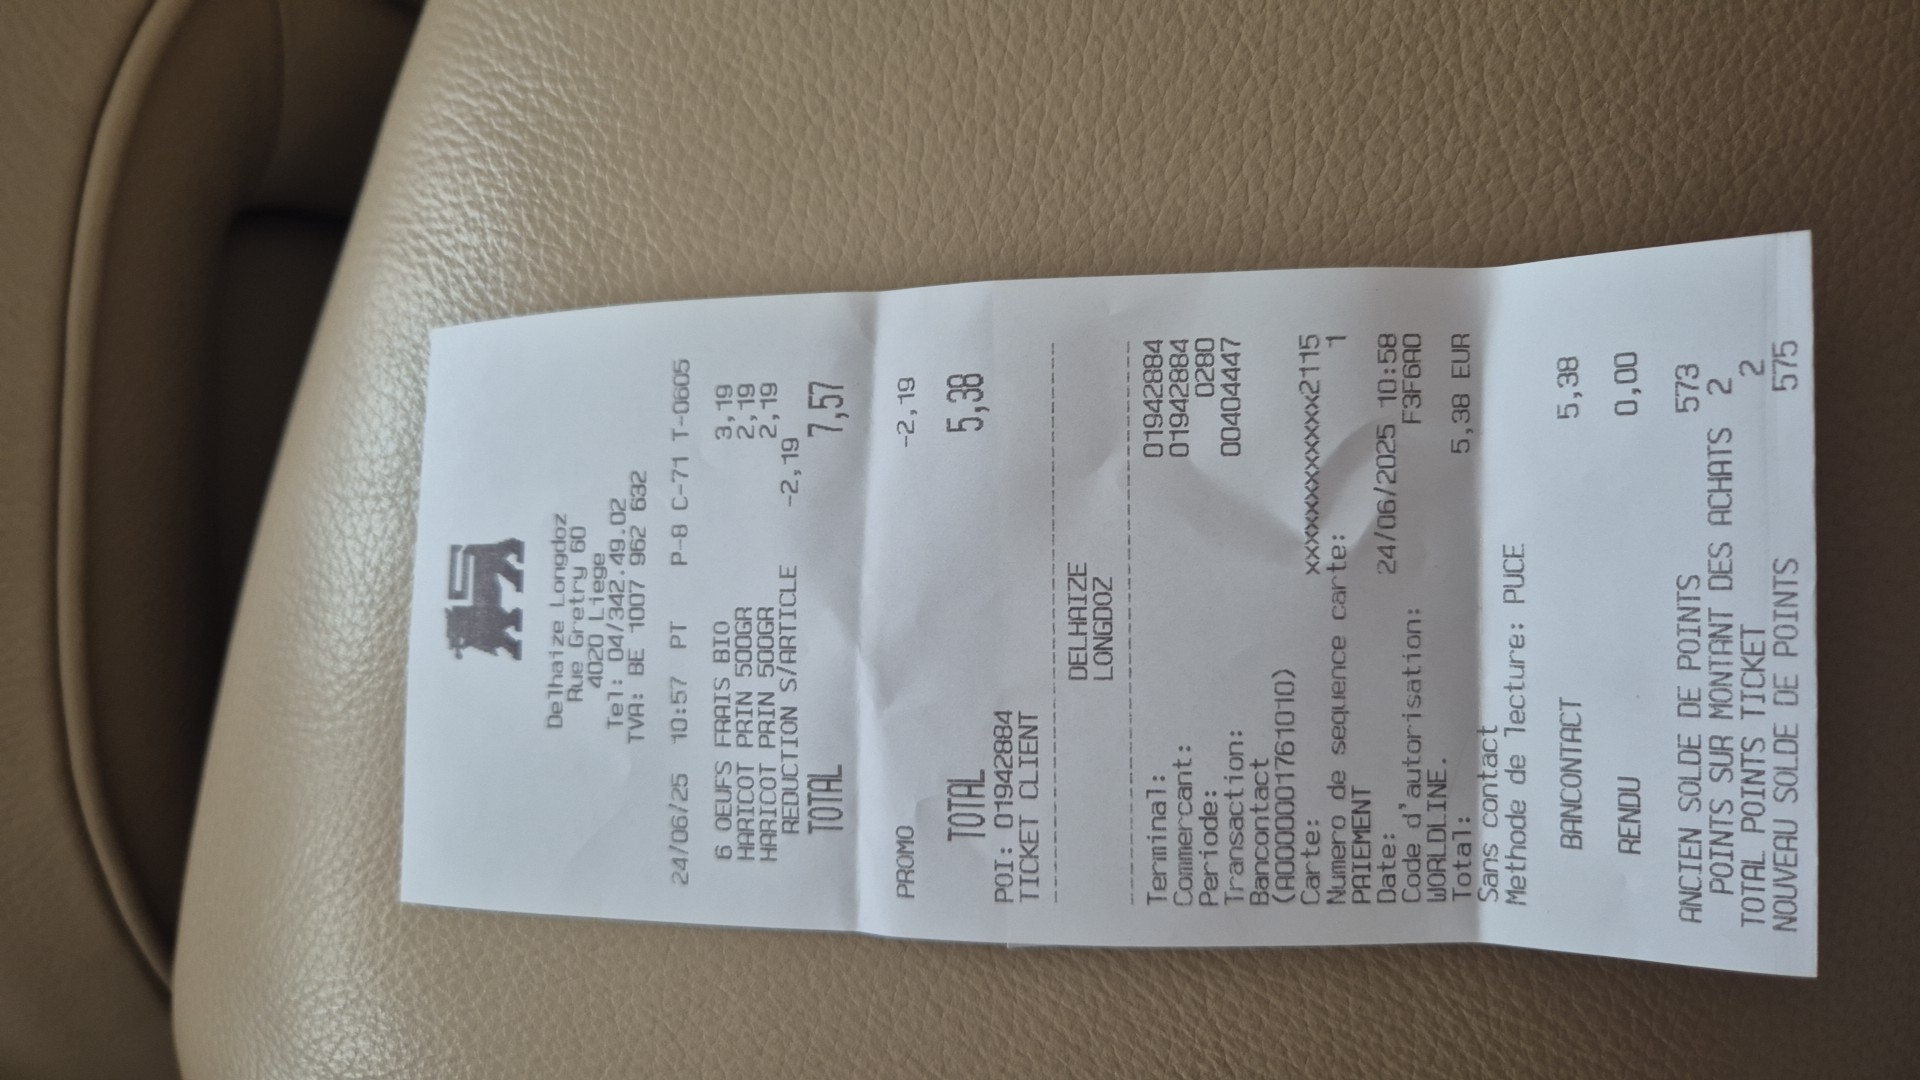 Delhaize Longdoz
Rue Gretry 60
4020 Liege
Tel: 04/342.49.02
TVA: BE 1007 962 632
24/06/25 10:57 PT P-8 C-71 T-0605
6 OEUFS FRAIS BIO 3,19
HARICOT PRIN 500GR 2,19
HARICOT PRIN 500GR 2,19
REDUCTION S/ARTICLE -2,19
TOTAL 7,57
PROMO -2,19
TOTAL 5,38
POI: 01942884
TICKET CLIENT
DELHAIZE
LONGDOZ
Terminal: 01942884
Commercant: 01942884
Periode: 0280
Transaction: 00404447
Bancontact
(A0000001761010)
Carte: xxxxxxxxxxxxx2115
Numero de sequence carte: 1
PAIEMENT
Date: 24/06/2025 10:58
Code d'autorisation: F3F6A0
WORLDLINE.
Total: 5,38 EUR
Sans contact
Methode de lecture: PUCE
BANCONTACT 5,38
RENDU 0,00
ANCIEN SOLDE DE POINTS 573
POINTS SUR MONTANT DES ACHATS 2
TOTAL POINTS TICKET 2
NOUVEAU SOLDE DE POINTS 575